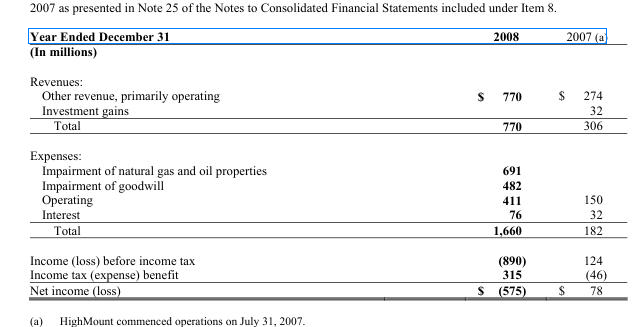 2007 as presented in Note 25 of the Notes to Consolidated Financial Statements included under Item 8.
Year Ended December 31 2008 2007 (a)
(In millions)
Revenues:
Other revenue, primarily operating $ 770 $ 274
Investment gains 32
Total 770 306
Expenses:
Impairment of natural gas and oil properties 691
Impairment of goodwill 482
Operating 411 150
Interest 76 32
Total 1,660 182
Income (loss) before income tax (890) 124
Income tax (expense) benefit 315 (46)
Net income (loss) $ (575) $ 78
(a) HighMount commenced operations on July 31, 2007.